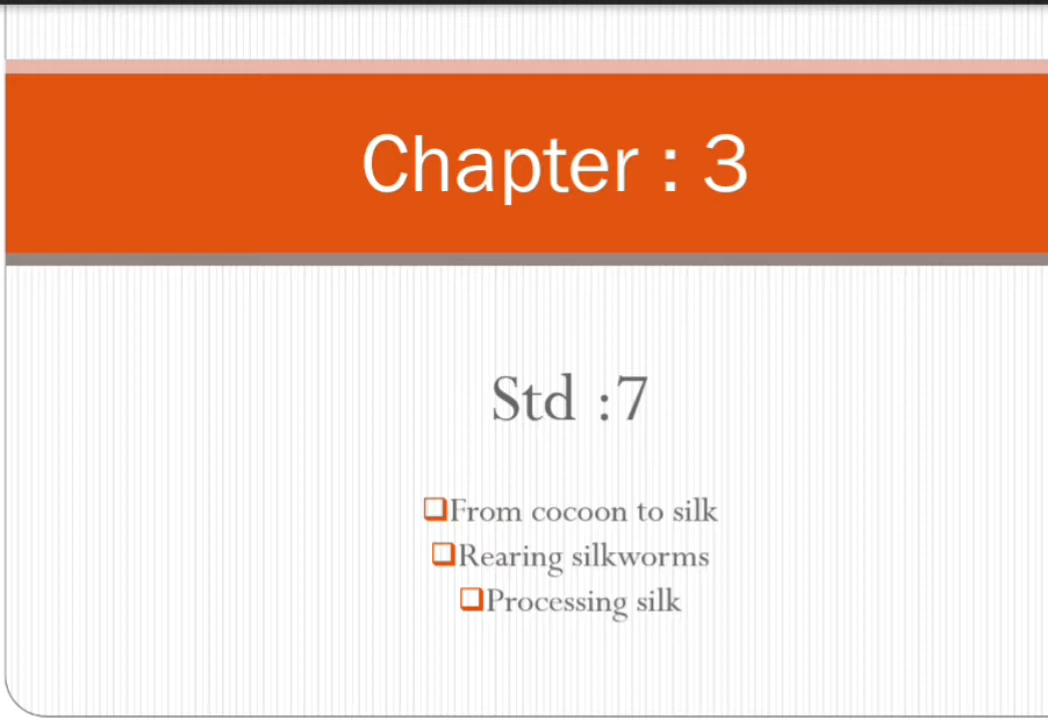 Chapter : 3
Std :7
From cocoon to silk
Rearing silkworms
Processing silk